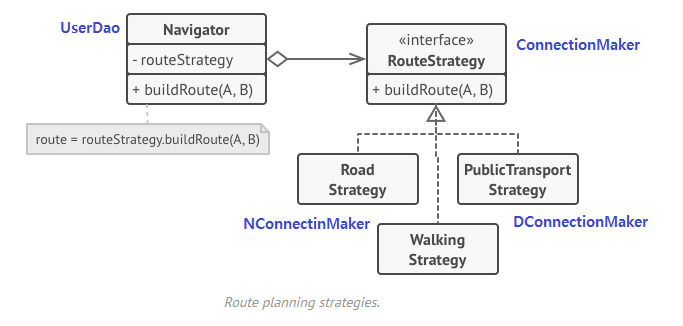 UserDao
Navigator
- routeStrategy
+ buildRoute(A, B)
route = routeStrategy.buildRoute(A, B)
«interface»
RouteStrategy
+ buildRoute(A, B)
ConnectionMaker
Road
Strategy
NConnectinMaker
PublicTransport
Strategy
DConnectionMaker
Walking
Strategy
Route planning strategies.